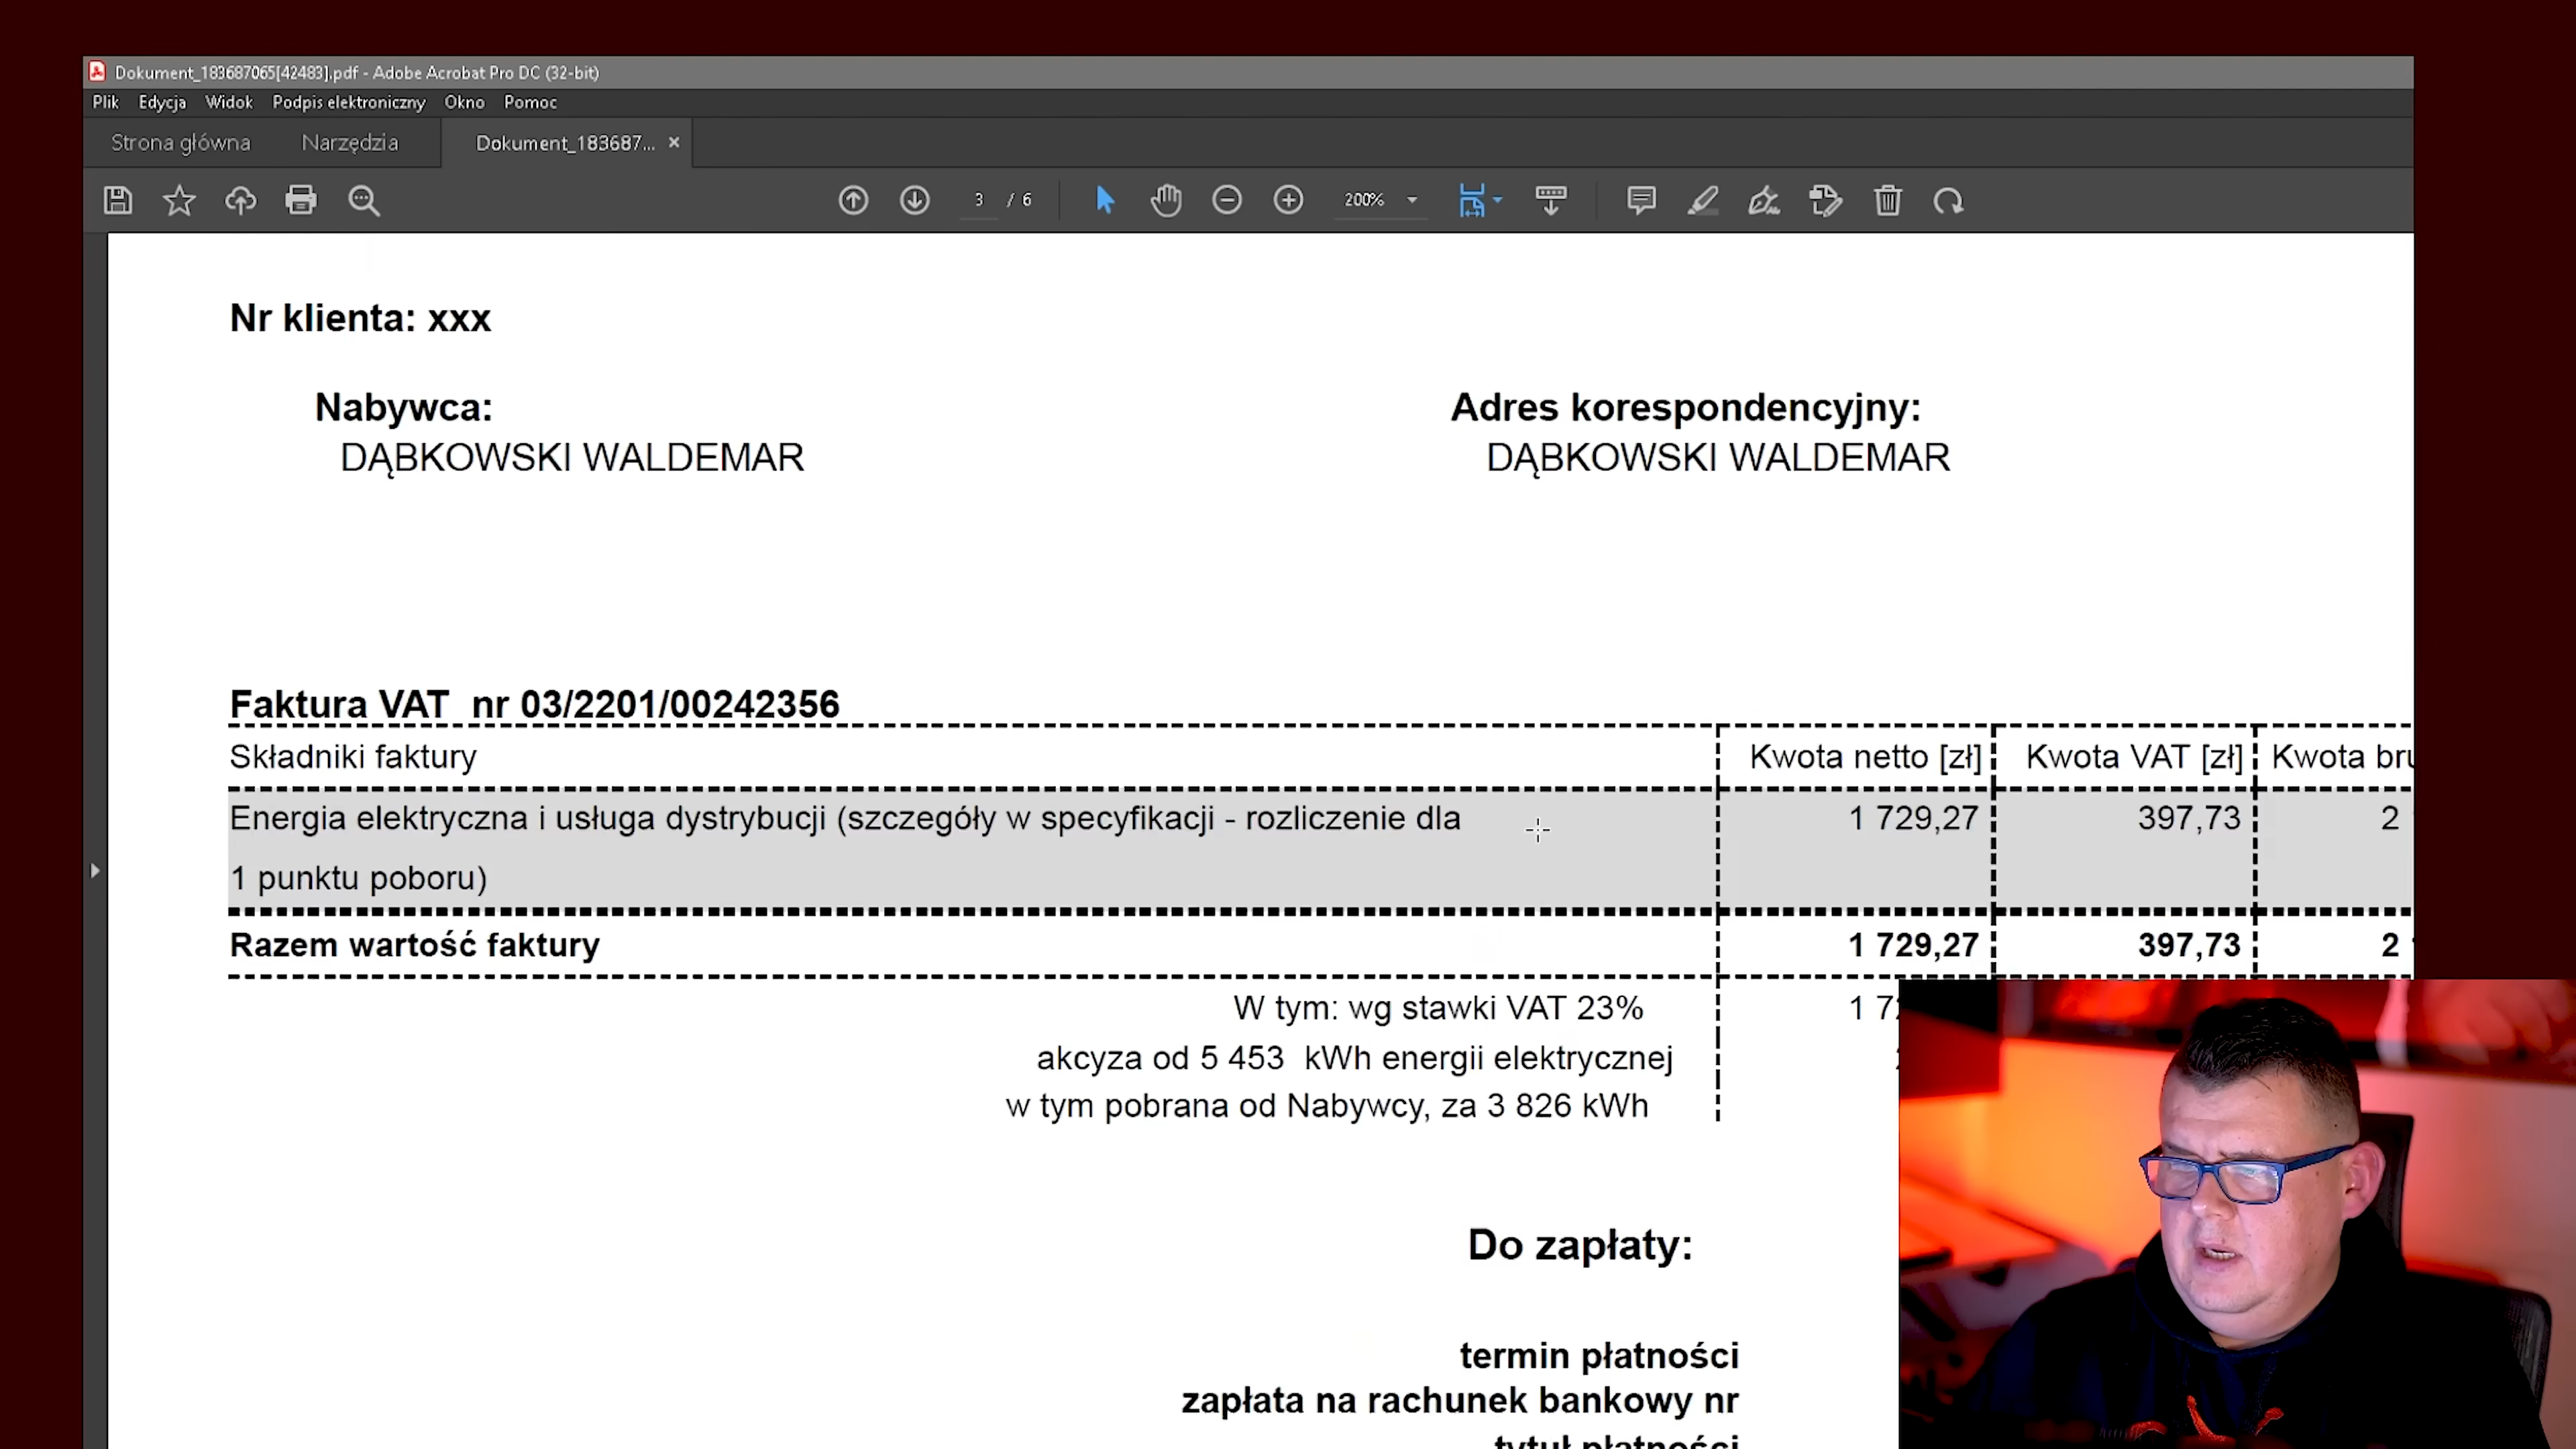 Dokument_183687065[42483].pdf - Adobe Acrobat Pro DC (32-bit)
Plik Edycja Widok Podpis elektroniczny Okno Pomoc
Strona główna Narzędzia Dokument_183687... ×
3 / 6 200%
Nr klienta: xxx
Nabywca: Adres korespondencyjny:
DĄBKOWSKI WALDEMAR DĄBKOWSKI WALDEMAR
Faktura VAT nr 03/2201/00242356
Składniki faktury Kwota netto [zł] Kwota VAT [zł] Kwota
Energia elektryczna i usługa dystrybucji (szczegóły w specyfikacji - rozliczenie dla 1 729,27 397,73 2
1 punktu poboru)
Razem wartość faktury 1 729,27 397,73 2
W tym: wg stawki VAT 23% 1
akcyza od 5 453 kWh energii elektrycznej
w tym pobrana od Nabywcy, za 3 826 kWh
Do zapłaty:
termin płatności
zapłata na rachunek bankowy nr
tytuł płatności